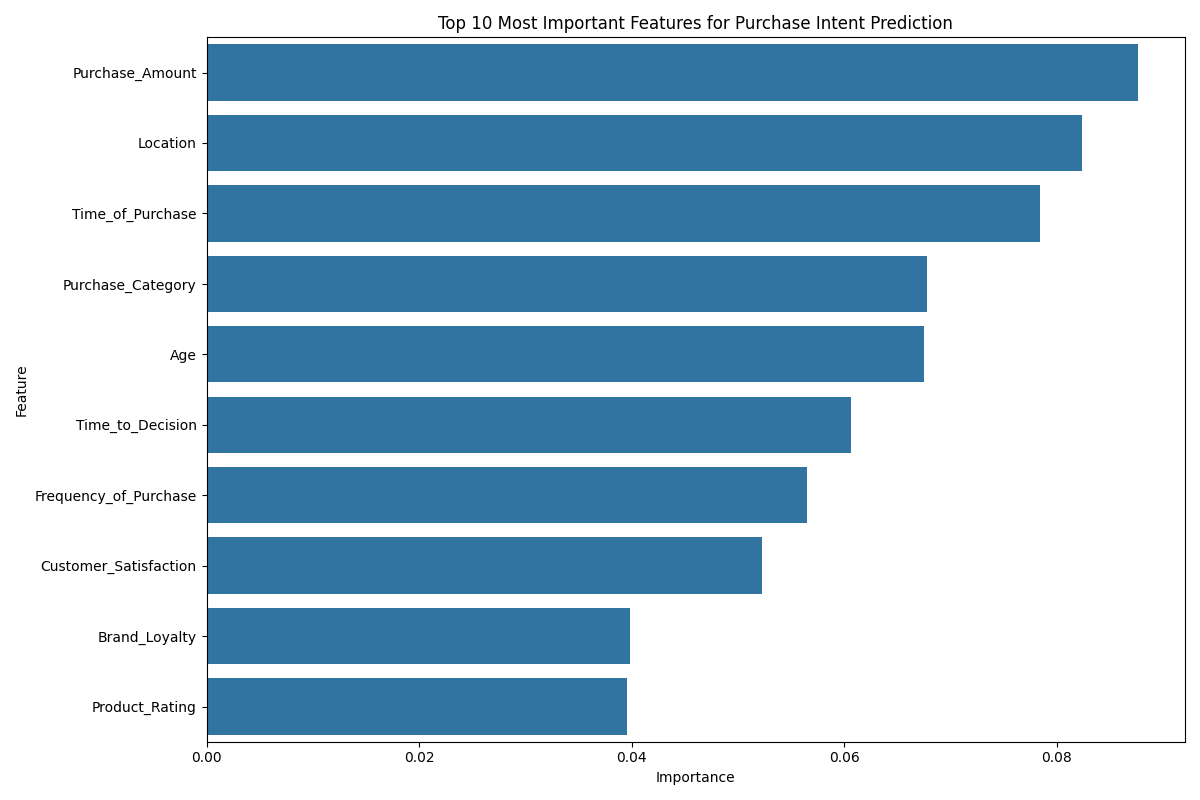 Top 10 Most Important Features for Purchase Intent Prediction
Purchase_Amount
Location
Time_of_Purchase
Purchase_Category
Age
Time_to_Decision
Frequency_of_Purchase
Customer_Satisfaction
Brand_Loyalty
Product_Rating
Feature
0.00 0.02 0.04 0.06 0.08
Importance